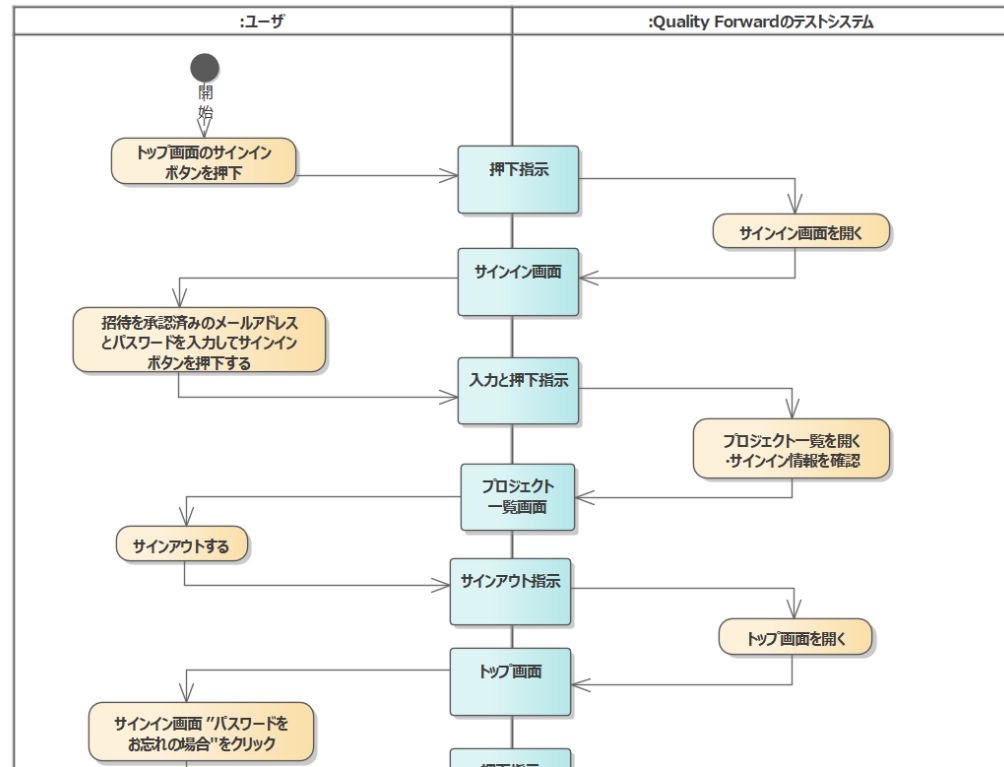 :ユーザ
:Quality Forwardのテストシステム
開
始
トップ画面のサインイン
ボタンを押下
押下指示
サインイン画面を開く
サインイン画面
招待を承認済みのメールアドレス
とパスワードを入力してサインイン
ボタンを押下する
入力と押下指示
プロジェクト一覧を開く
・サインイン情報を確認
プロジェクト
一覧画面
サインアウトする
サインアウト指示
トップ画面を開く
トップ画面
サインイン画面 "パスワードを
お忘れの場合"をクリック
押下指示